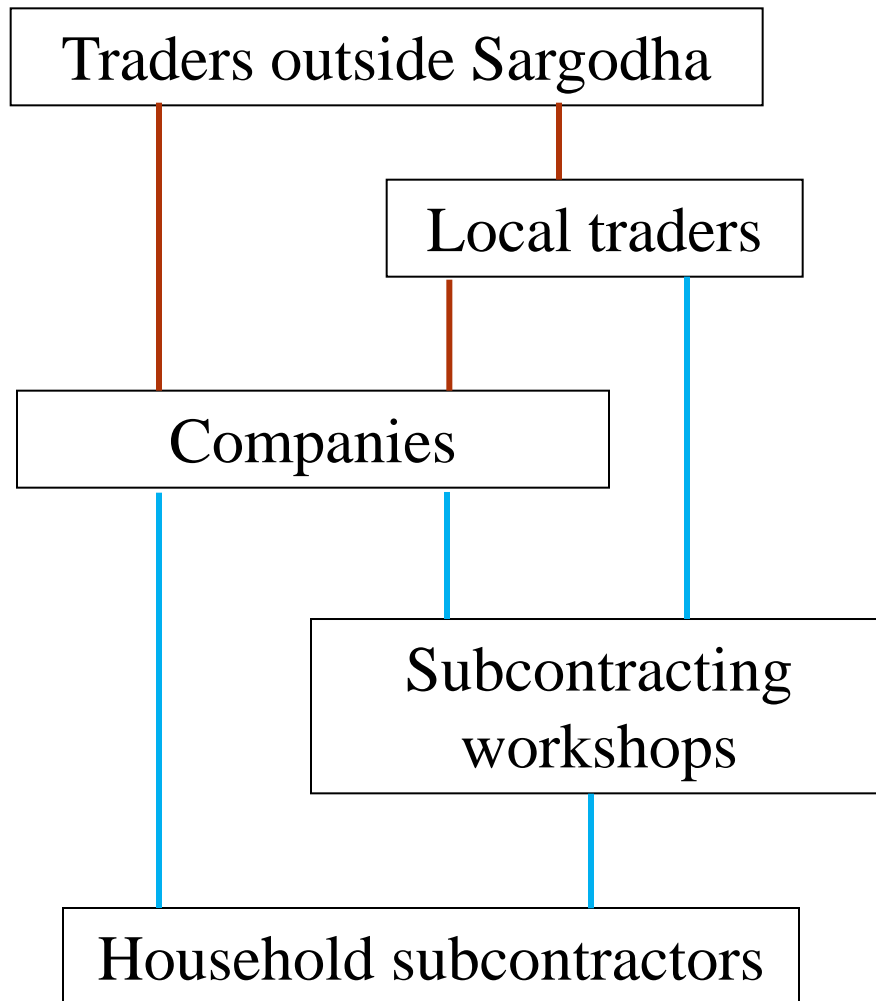 Traders outside Sargodha
Local traders
Companies
Subcontracting
workshops
Household subcontractors